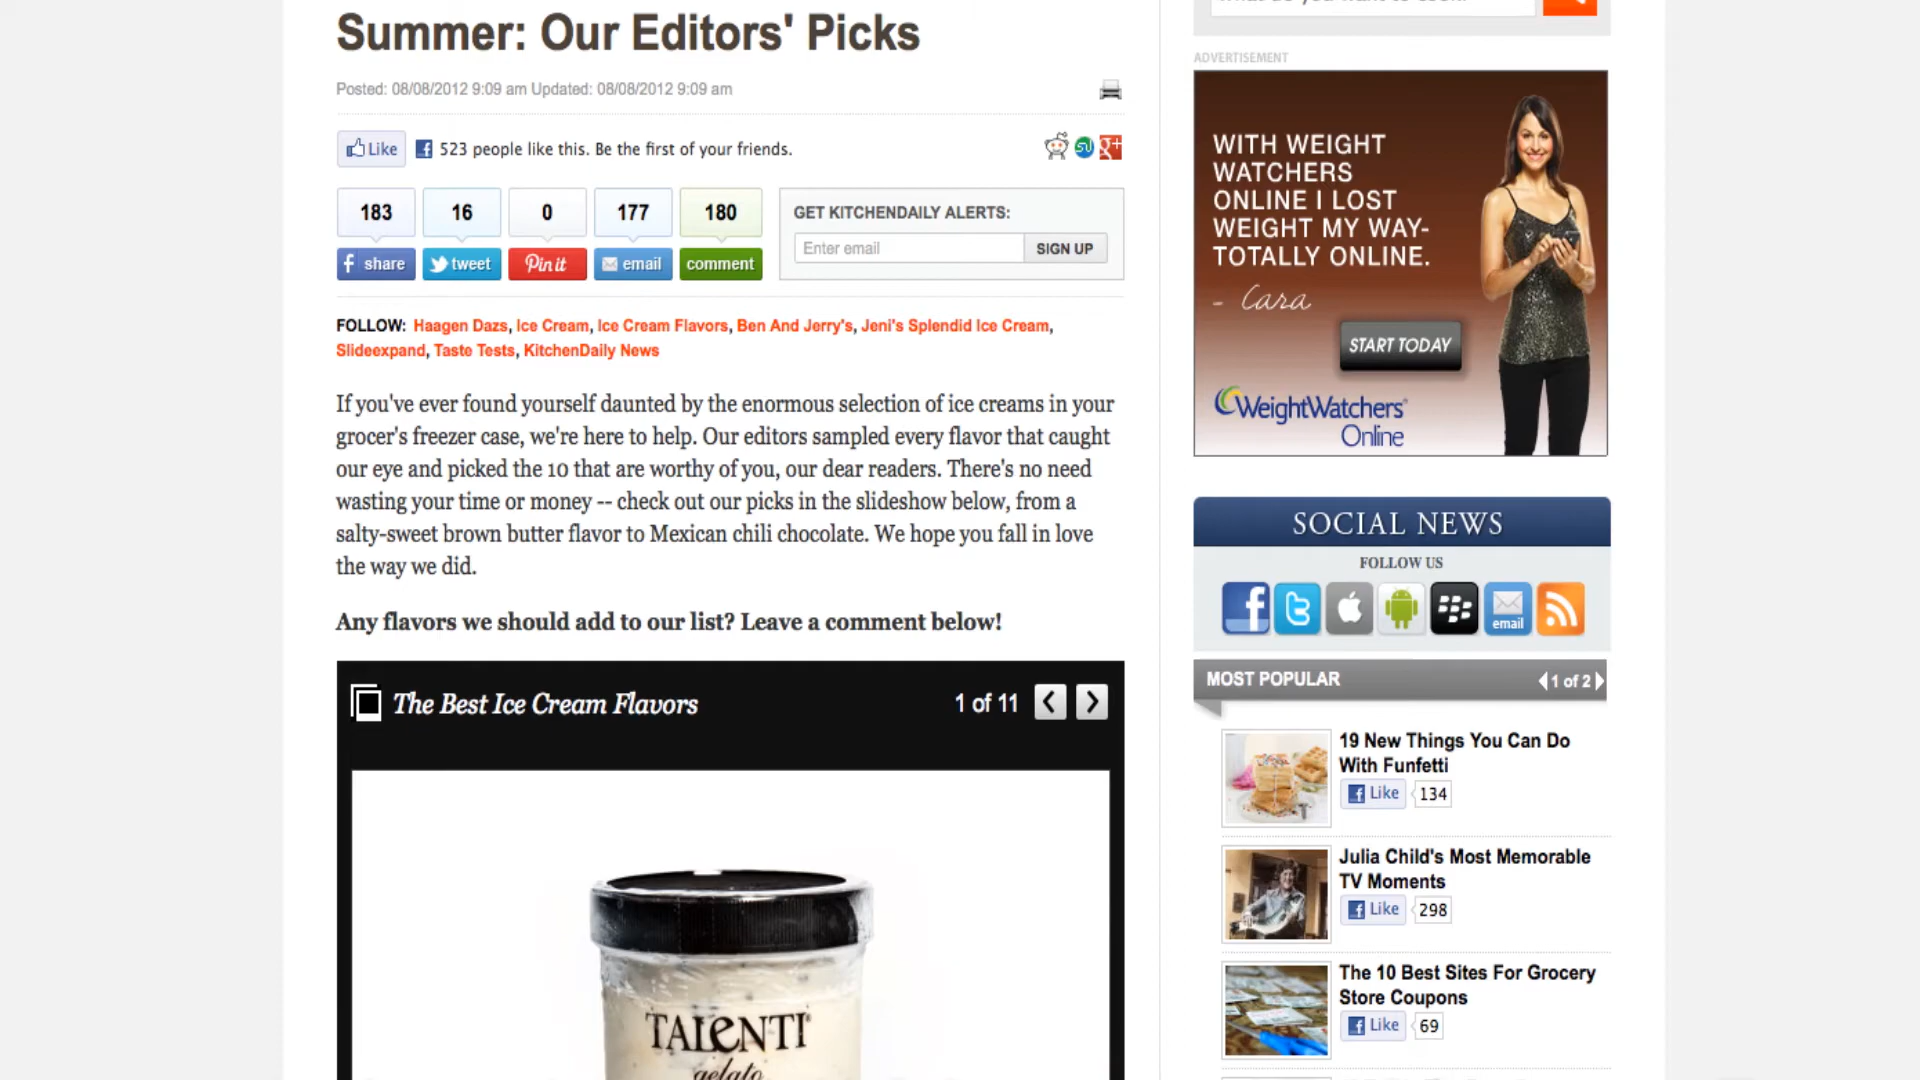 Summer: Our Editors' Picks
Posted: 08/08/2012 9:09 am Updated: 08/08/2012 9:09 am
Like
523 people like this. Be the first of your friends.
183
16
0
177
180
share
tweet
Pin it
email
comment
GET KITCHENDAILY ALERTS:
Enter email
SIGN UP
FOLLOW: Haagen Dazs, Ice Cream, Ice Cream Flavors, Ben And Jerry's, Jeni's Splendid Ice Cream,
Slideexpand, Taste Tests, KitchenDaily News
If you've ever found yourself daunted by the enormous selection of ice creams in your
grocer's freezer case, we're here to help. Our editors sampled every flavor that caught
our eye and picked the 10 that are worthy of you, our dear readers. There's no need
wasting your time or money -- check out our picks in the slideshow below, from a
salty-sweet brown butter flavor to Mexican chili chocolate. We hope you fall in love
the way we did.
Any flavors we should add to our list? Leave a comment below!
The Best Ice Cream Flavors
1 of 11
TALENTI
gelato
ADVERTISEMENT
WITH WEIGHT
WATCHERS
ONLINE I LOST
WEIGHT MY WAY-
TOTALLY ONLINE.
- Cara
START TODAY
WeightWatchers
Online
SOCIAL NEWS
FOLLOW US
email
MOST POPULAR
1 of 2
19 New Things You Can Do
With Funfetti
Like
134
Julia Child's Most Memorable
TV Moments
Like
298
The 10 Best Sites For Grocery
Store Coupons
Like
69